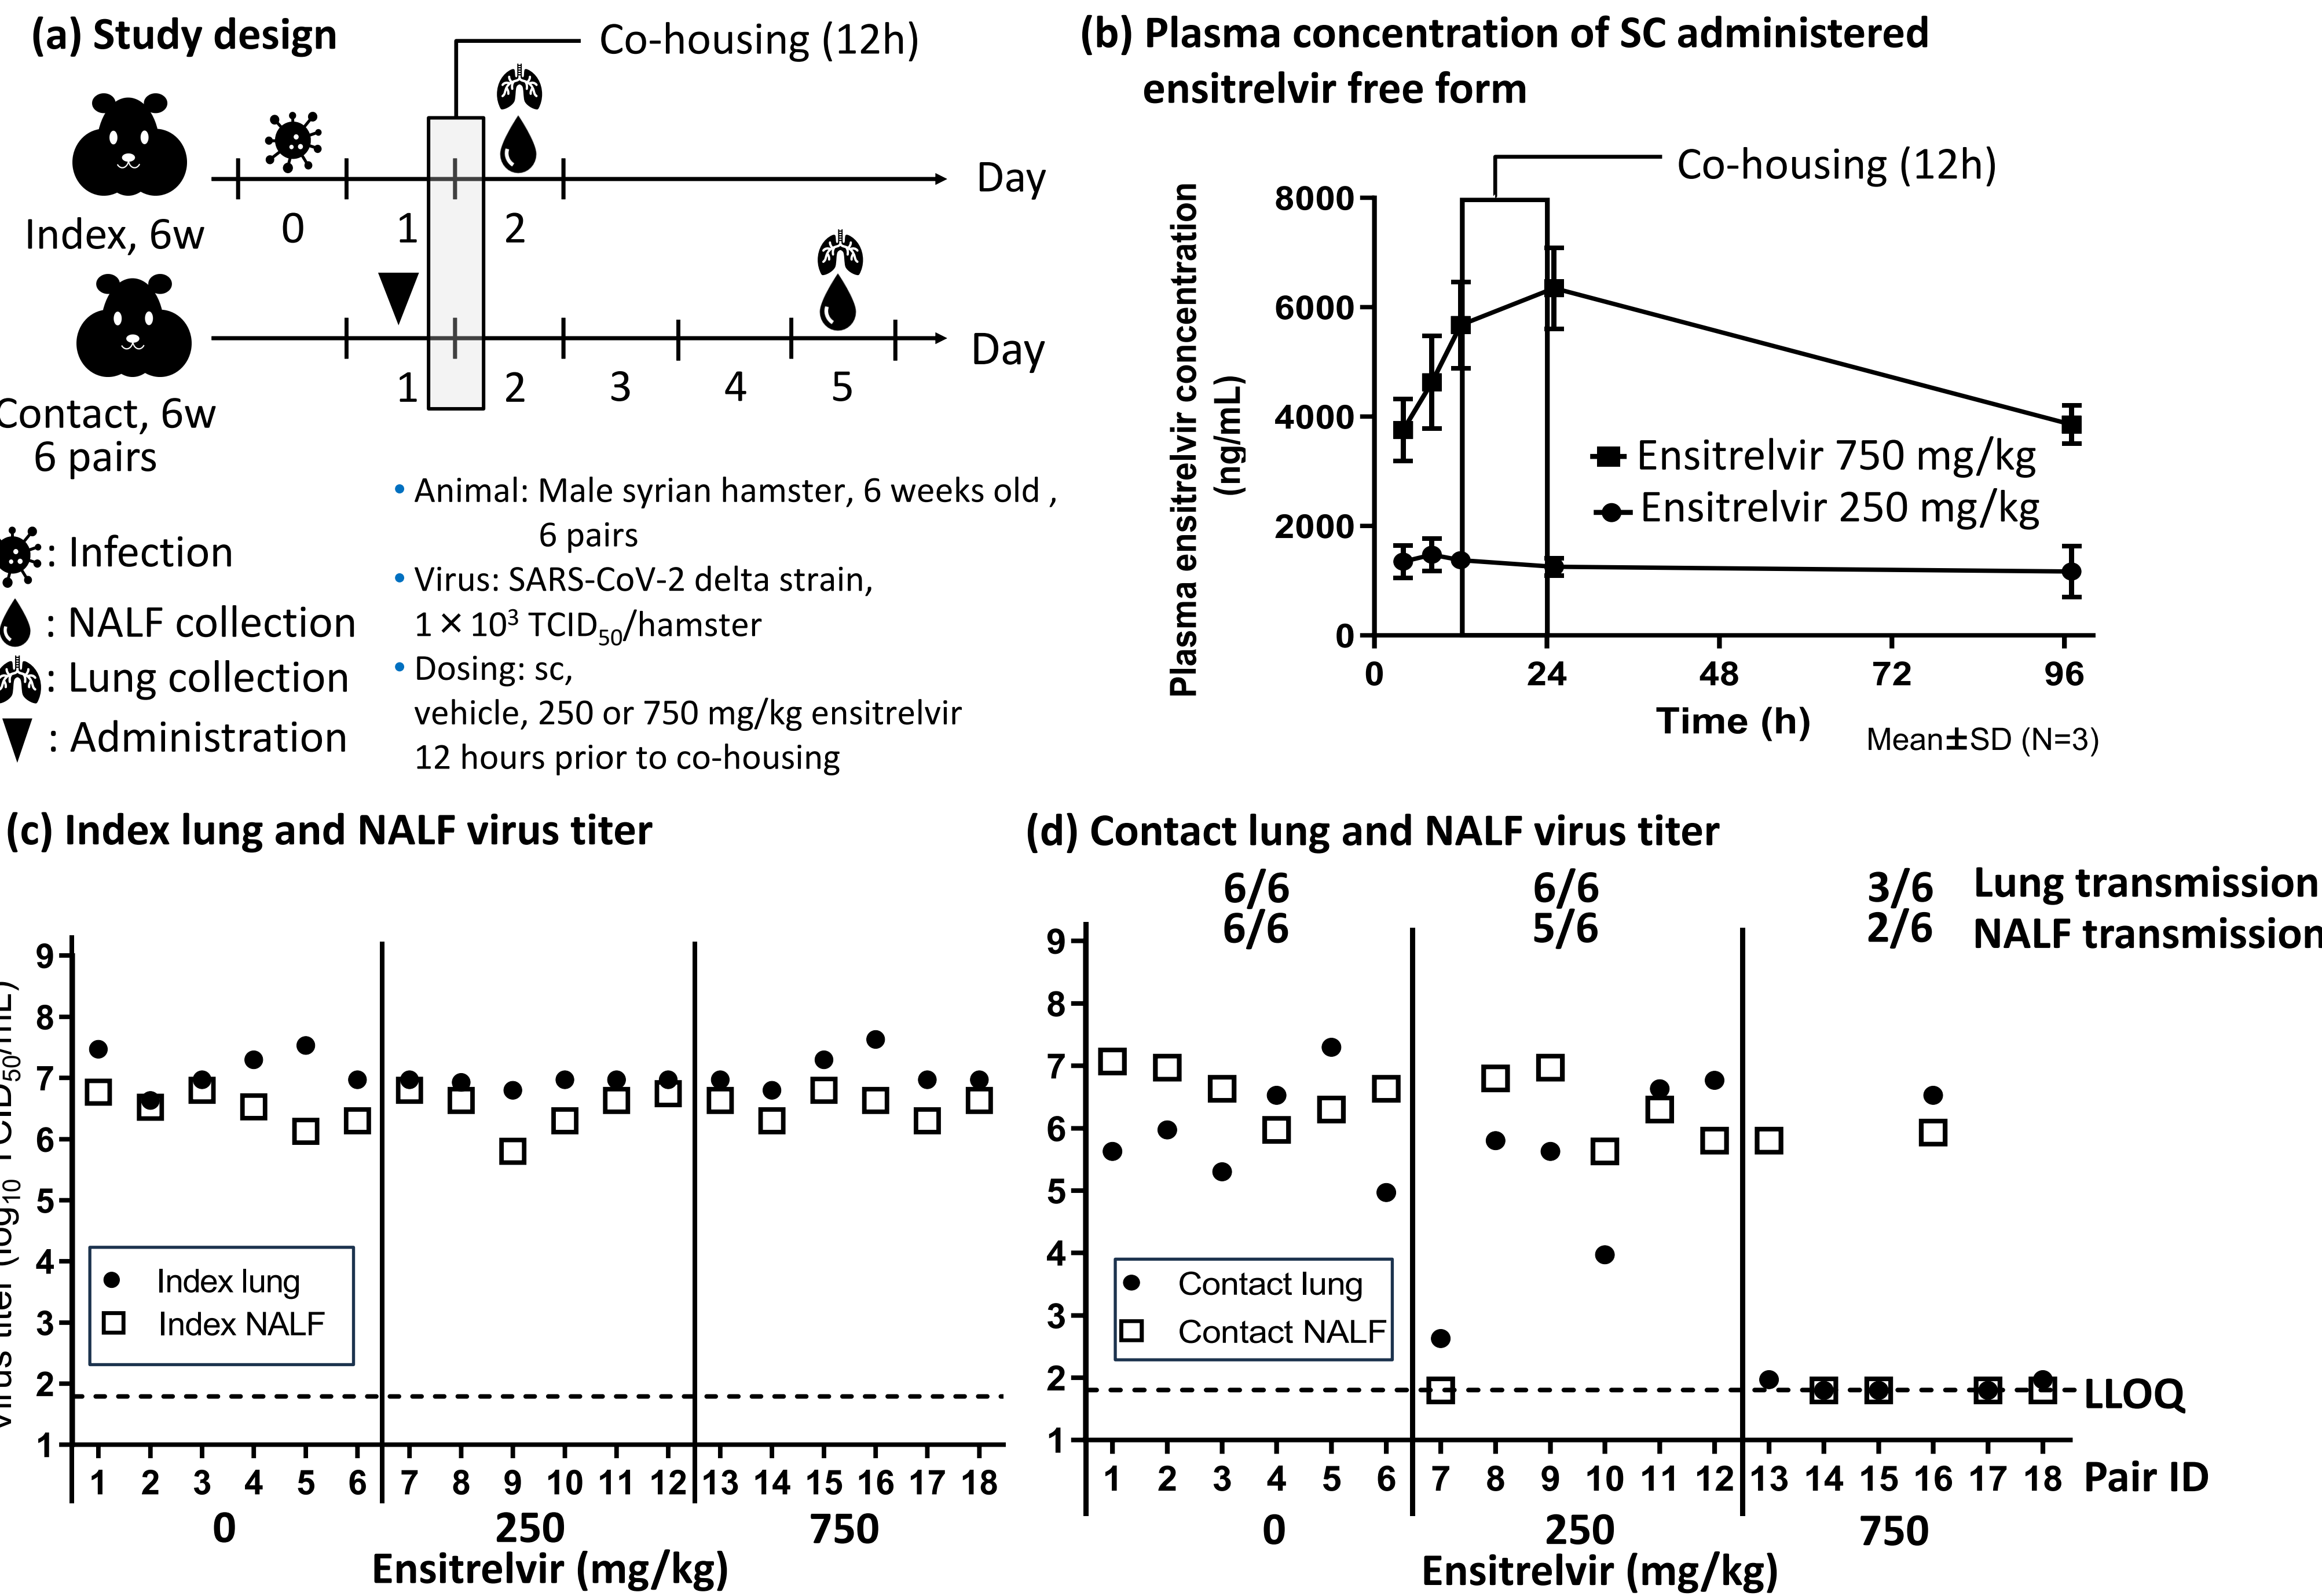 (a) Study design
Co-housing (12h)
Day
Index, 6w
0
1
2
Day
Contact, 6w
6 pairs
1
2
3
4
5
: Infection
: NALF collection
: Lung collection
: Administration
• Animal: Male syrian hamster, 6 weeks old ,
6 pairs
• Virus: SARS-CoV-2 delta strain,
1×10³ TCID₅₀/hamster
• Dosing: sc,
vehicle, 250 or 750 mg/kg ensitrelvir
12 hours prior to co-housing
(b) Plasma concentration of SC administered
ensitrelvir free form
Co-housing (12h)
Plasma ensitrelvir concentration
(ng/mL)
8000
6000
4000
2000
0
Ensitrelvir 750 mg/kg
Ensitrelvir 250 mg/kg
0 24 48 72 96
Time (h)
Mean±SD (N=3)
(c) Index lung and NALF virus titer
Virus titer (log₁₀ TCID₅₀/mL)
9
8
7
6
5
4
3
2
1
Index lung
Index NALF
1 2 3 4 5 6 7 8 9 10 11 12 13 14 15 16 17 18
0 250 750
Ensitrelvir (mg/kg)
(d) Contact lung and NALF virus titer
6/6 6/6 3/6 Lung transmission
6/6 5/6 2/6 NALF transmission
9
8
7
6
5
4
3
2
1
Contact lung
Contact NALF
LLOQ
1 2 3 4 5 6 7 8 9 10 11 12 13 14 15 16 17 18 Pair ID
0 250 750
Ensitrelvir (mg/kg)